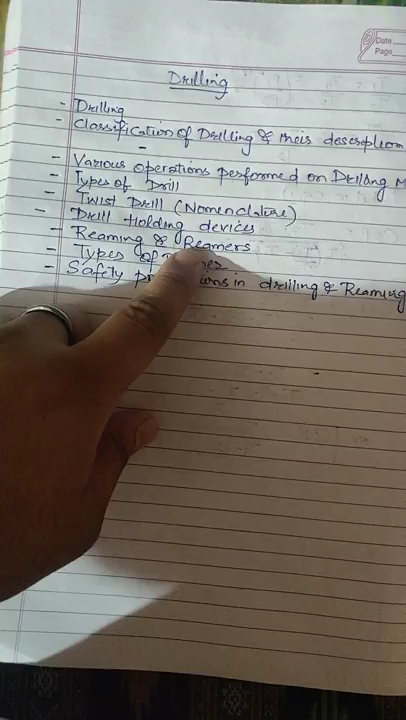 Date
Page
Drilling
- Drilling
- Classification of Drilling & their description
- Various operations performed on Drilling M
- Types of Drill
- Twist Drill (Nomenclature)
- Drill Holding devices
- Reaming & Reamers
- Types of
- Safety in drilling & Reaming